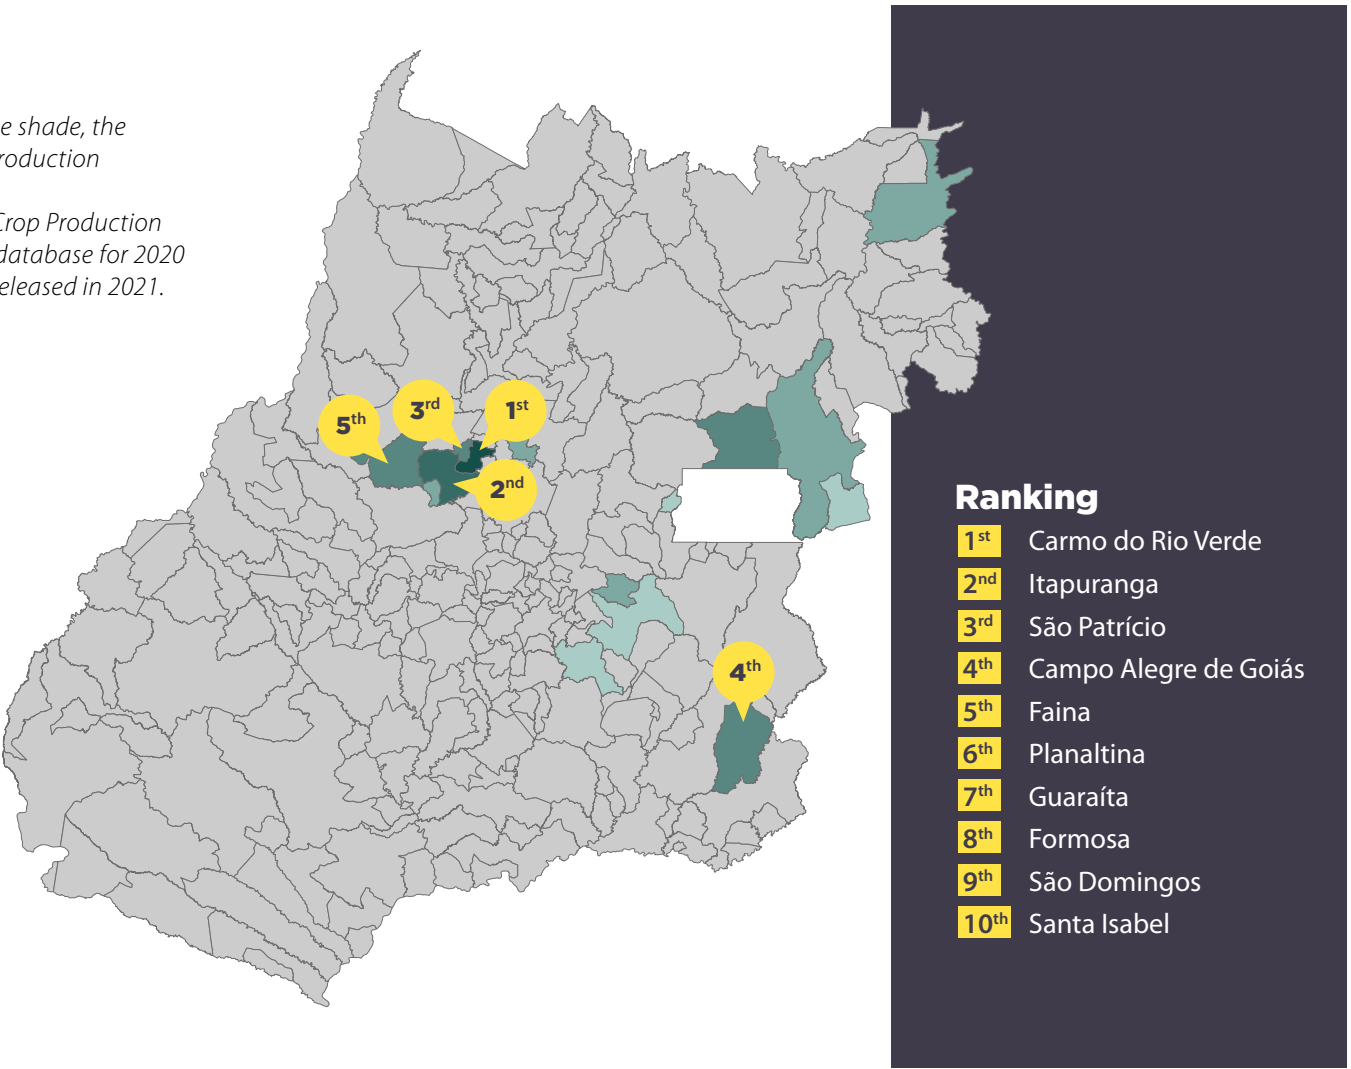 e shade, the
roduction
Crop Production
database for 2020
eleased in 2021.
5th
3rd
1st
2nd
4th
Ranking
1st Carmo do Rio Verde
2nd Itapuranga
3rd São Patrício
4th Campo Alegre de Goiás
5th Faina
6th Planaltina
7th Guaraíta
8th Formosa
9th São Domingos
10th Santa Isabel